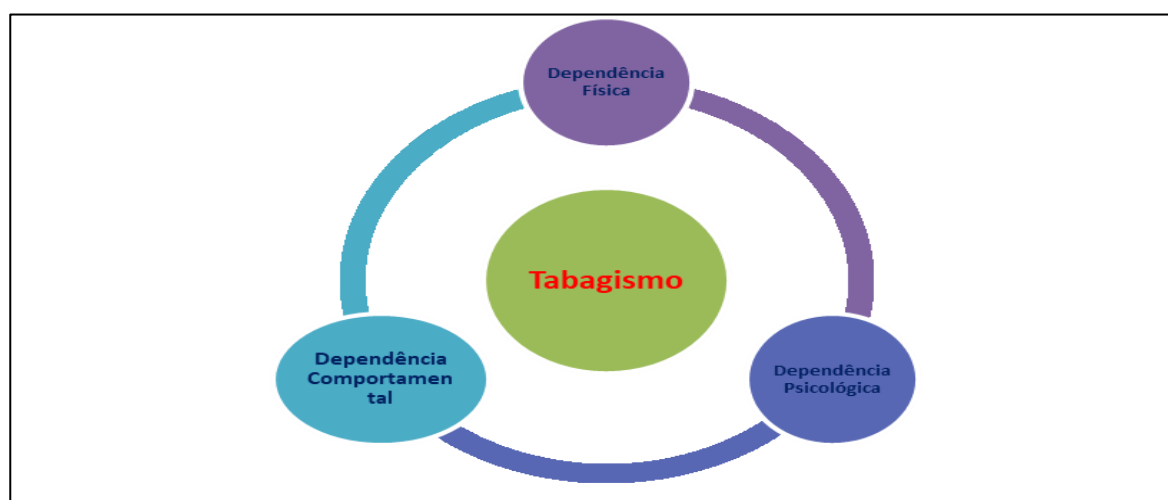 Dependência
Física
Tabagismo
Dependência
Comportamen
tal
Dependência
Psicológica